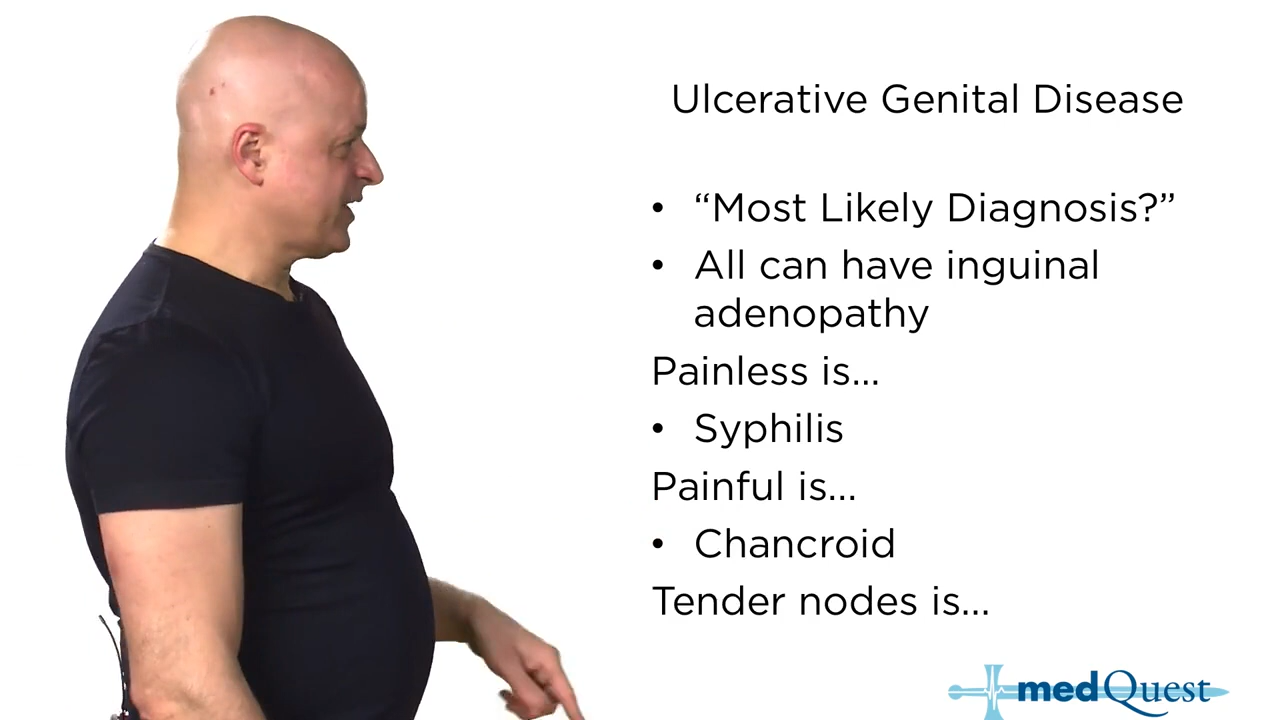 Ulcerative Genital Disease
• “Most Likely Diagnosis?”
• All can have inguinal
adenopathy
Painless is...
• Syphilis
Painful is...
• Chancroid
Tender nodes is...
medQuest